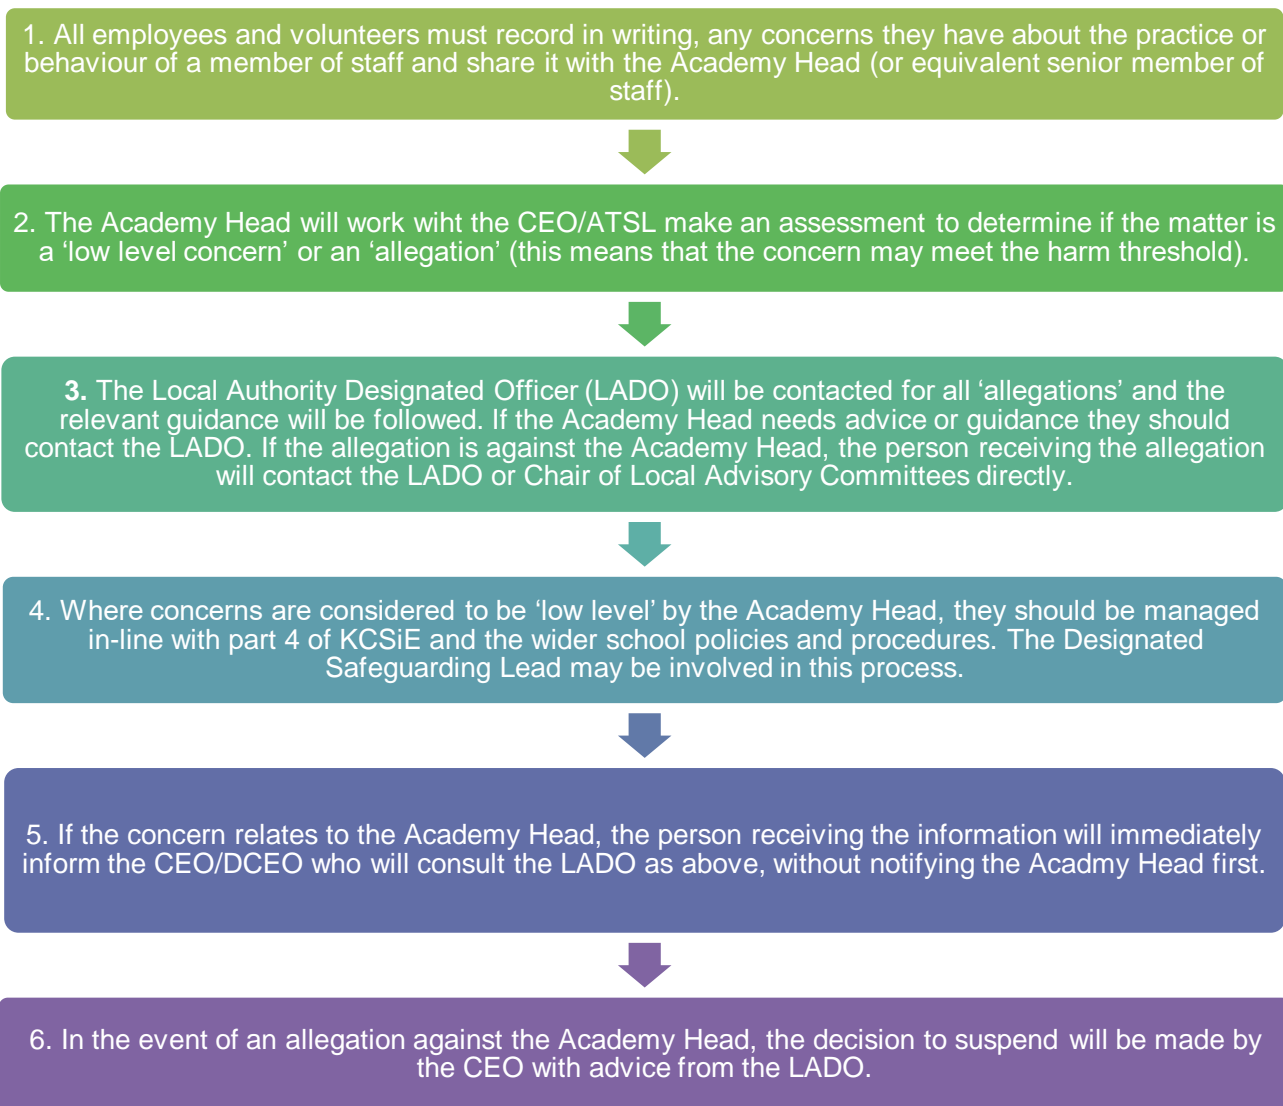 1. All employees and volunteers must record in writing, any concerns they have about the practice or
behaviour of a member of staff and share it with the Academy Head (or equivalent senior member of
staff).
2. The Academy Head will work wiht the CEO/ATSL make an assessment to determine if the matter is
a ‘low level concern’ or an ‘allegation’ (this means that the concern may meet the harm threshold).
3. The Local Authority Designated Officer (LADO) will be contacted for all ‘allegations’ and the
relevant guidance will be followed. If the Academy Head needs advice or guidance they should
contact the LADO. If the allegation is against the Academy Head, the person receiving the allegation
will contact the LADO or Chair of Local Advisory Committees directly.
4. Where concerns are considered to be ‘low level’ by the Academy Head, they should be managed
in-line with part 4 of KCSiE and the wider school policies and procedures. The Designated
Safeguarding Lead may be involved in this process.
5. If the concern relates to the Academy Head, the person receiving the information will immediately
inform the CEO/DCEO who will consult the LADO as above, without notifying the Acadmy Head first.
6. In the event of an allegation against the Academy Head, the decision to suspend will be made by
the CEO with advice from the LADO.